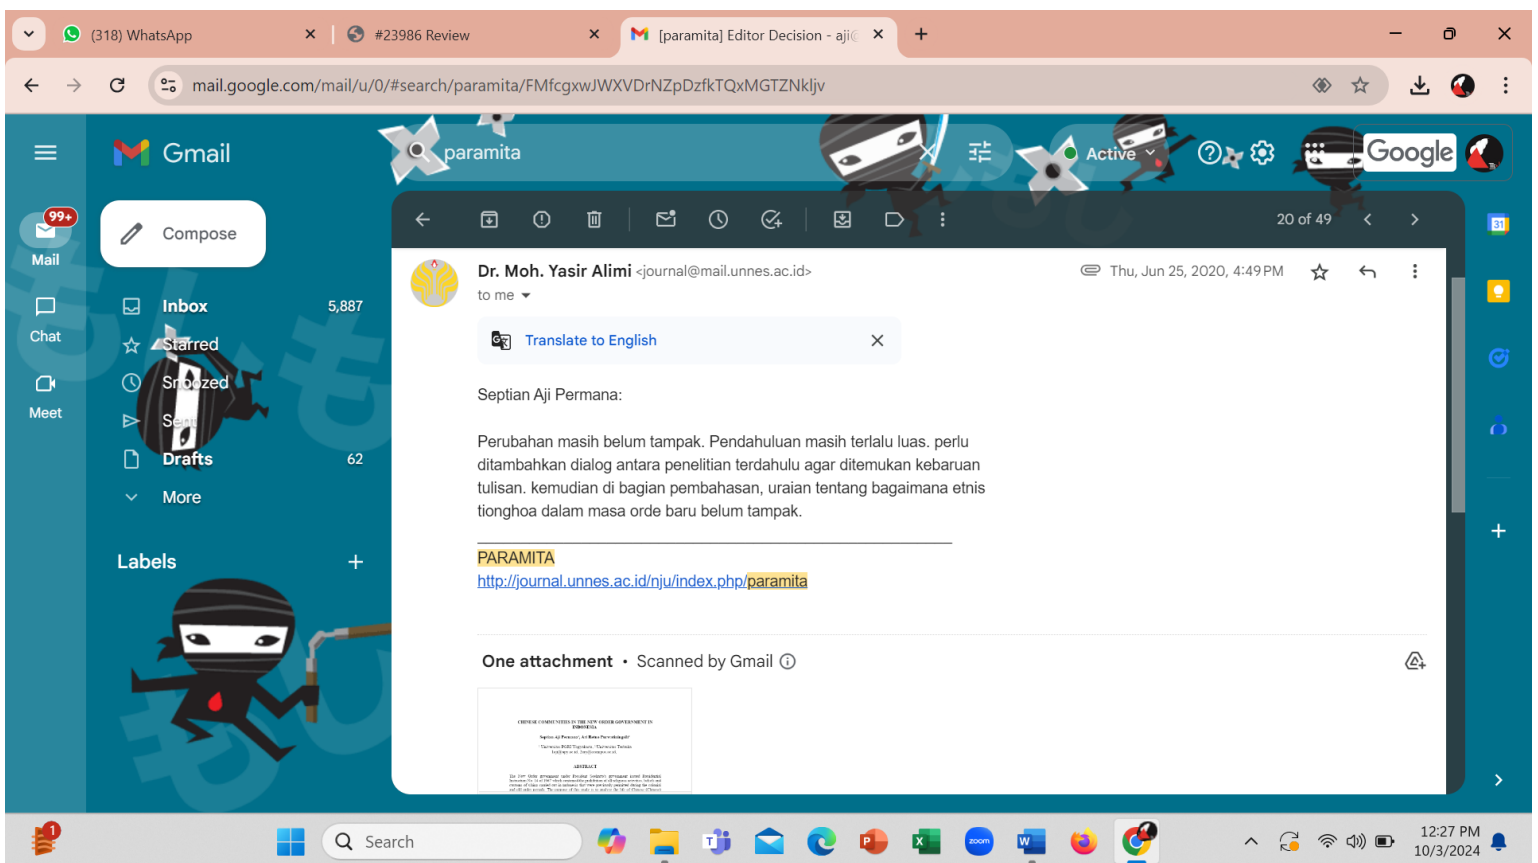 (318) WhatsApp
#23986 Review
[paramita] Editor Decision - aji@
mail.google.com/mail/u/0/#search/paramita/FMfcgxwJWXVDrNZpDzfkTQxMGTZNkljv
Gmail
paramita
Active
Google
99+
Mail
Compose
20 of 49
31
Dr. Moh. Yasir Alimi <journal@mail.unnes.ac.id>
Thu, Jun 25, 2020, 4:49 PM
to me
Inbox 5,887
Chat
Starred
Translate to English
Snoozed
Meet
Sent
Septian Aji Permana:
Drafts 62
More
Perubahan masih belum tampak. Pendahuluan masih terlalu luas. perlu
ditambahkan dialog antara penelitian terdahulu agar ditemukan kebaruan
tulisan. kemudian di bagian pembahasan, uraian tentang bagaimana etnis
tionghoa dalam masa orde baru belum tampak.
Labels
PARAMITA
http://journal.unnes.ac.id/nju/index.php/paramita
One attachment • Scanned by Gmail
CHINESE COMMUNITIES IN THE NEW ORDER GOVERNMENT IN
INDONESIA
ABSTRACT
1
Search
zoom
12:27 PM
10/3/2024